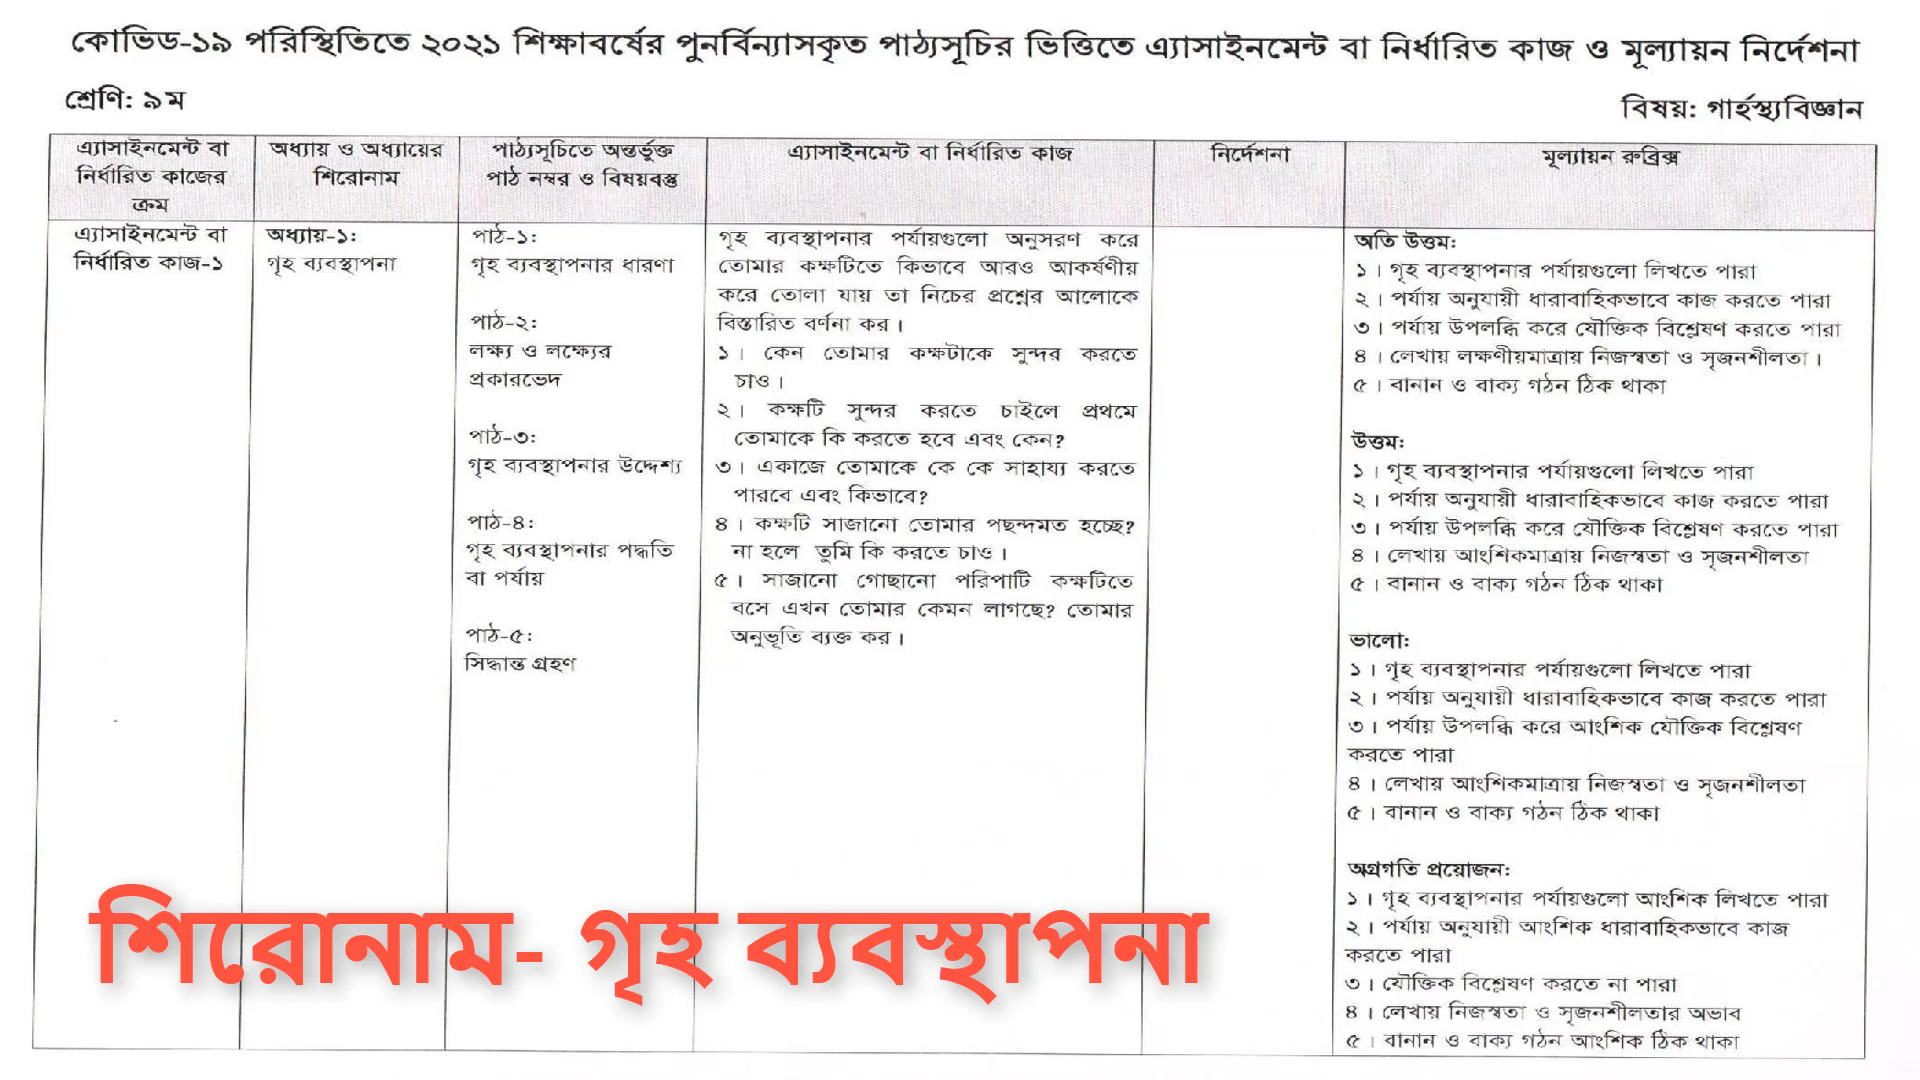 কোভিড-১৯ পরিস্থিতিতে ২০২১ শিক্ষাবর্ষের পুনর্বিন্যাসকৃত পাঠ্যসূচির ভিত্তিতে এ্যাসাইনমেন্ট বা নির্ধারিত কাজ ও মূল্যায়ন নির্দেশনা
শ্রেণি: ৯ম
বিষয়: গার্হস্থ্যবিজ্ঞান
এ্যাসাইনমেন্ট বা
নির্ধারিত কাজের
ক্রম
অধ্যায় ও অধ্যায়ের
শিরোনাম
পাঠ্যসূচিতে অন্তর্ভুক্ত
পাঠ নম্বর ও বিষয়বস্তু
এ্যাসাইনমেন্ট বা নির্ধারিত কাজ
নির্দেশনা
মূল্যায়ন রুব্রিক্স
এ্যাসাইনমেন্ট বা
নির্ধারিত কাজ-১
অধ্যায়-১:
গৃহ ব্যবস্থাপনা
পাঠ-১:
গৃহ ব্যবস্থাপনার ধারণা
পাঠ-২:
লক্ষ্য ও লক্ষ্যের
প্রকারভেদ
পাঠ-৩:
গৃহ ব্যবস্থাপনার উদ্দেশ্য
পাঠ-৪:
গৃহ ব্যবস্থাপনার পদ্ধতি
বা পর্যায়
পাঠ-৫:
সিদ্ধান্ত গ্রহণ
গৃহ ব্যবস্থাপনার পর্যায়গুলো অনুসরণ করে
তোমার কক্ষটিতে কিভাবে আরও আকর্ষণীয়
করে তোলা যায় তা নিচের প্রশ্নের আলোকে
বিস্তারিত বর্ণনা কর।
১। কেন তোমার কক্ষটাকে সুন্দর করতে
চাও।
২। কক্ষটি সুন্দর করতে চাইলে প্রথমে
তোমাকে কি করতে হবে এবং কেন?
৩। একাজে তোমাকে কে কে সাহায্য করতে
পারবে এবং কিভাবে?
৪। কক্ষটি সাজানো তোমার পছন্দমত হচ্ছে?
না হলে তুমি কি করতে চাও।
৫। সাজানো গোছানো পরিপাটি কক্ষটিতে
বসে এখন তোমার কেমন লাগছে? তোমার
অনুভূতি ব্যক্ত কর।
অতি উত্তম:
১। গৃহ ব্যবস্থাপনার পর্যায়গুলো লিখতে পারা
২। পর্যায় অনুযায়ী ধারাবাহিকভাবে কাজ করতে পারা
৩। পর্যায় উপলব্ধি করে যৌক্তিক বিশ্লেষণ করতে পারা
৪। লেখায় লক্ষণীয়মাত্রায় নিজস্বতা ও সৃজনশীলতা।
৫। বানান ও বাক্য গঠন ঠিক থাকা
উত্তম:
১। গৃহ ব্যবস্থাপনার পর্যায়গুলো লিখতে পারা
২। পর্যায় অনুযায়ী ধারাবাহিকভাবে কাজ করতে পারা
৩। পর্যায় উপলব্ধি করে যৌক্তিক বিশ্লেষণ করতে পারা
৪। লেখায় আংশিকমাত্রায় নিজস্বতা ও সৃজনশীলতা
৫। বানান ও বাক্য গঠন ঠিক থাকা
ভালো:
১। গৃহ ব্যবস্থাপনার পর্যায়গুলো লিখতে পারা
২। পর্যায় অনুযায়ী ধারাবাহিকভাবে কাজ করতে পারা
৩। পর্যায় উপলব্ধি করে আংশিক যৌক্তিক বিশ্লেষণ
করতে পারা
৪। লেখায় আংশিকমাত্রায় নিজস্বতা ও সৃজনশীলতা
৫। বানান ও বাক্য গঠন ঠিক থাকা
অগ্রগতি প্রয়োজন:
১। গৃহ ব্যবস্থাপনার পর্যায়গুলো আংশিক লিখতে পারা
২। পর্যায় অনুযায়ী আংশিক ধারাবাহিকভাবে কাজ
করতে পারা
৩। যৌক্তিক বিশ্লেষণ করতে না পারা
৪। লেখায় নিজস্বতা ও সৃজনশীলতার অভাব
৫। বানান ও বাক্য গঠন আংশিক ঠিক থাকা
শিরোনাম- গৃহ ব্যবস্থাপনা